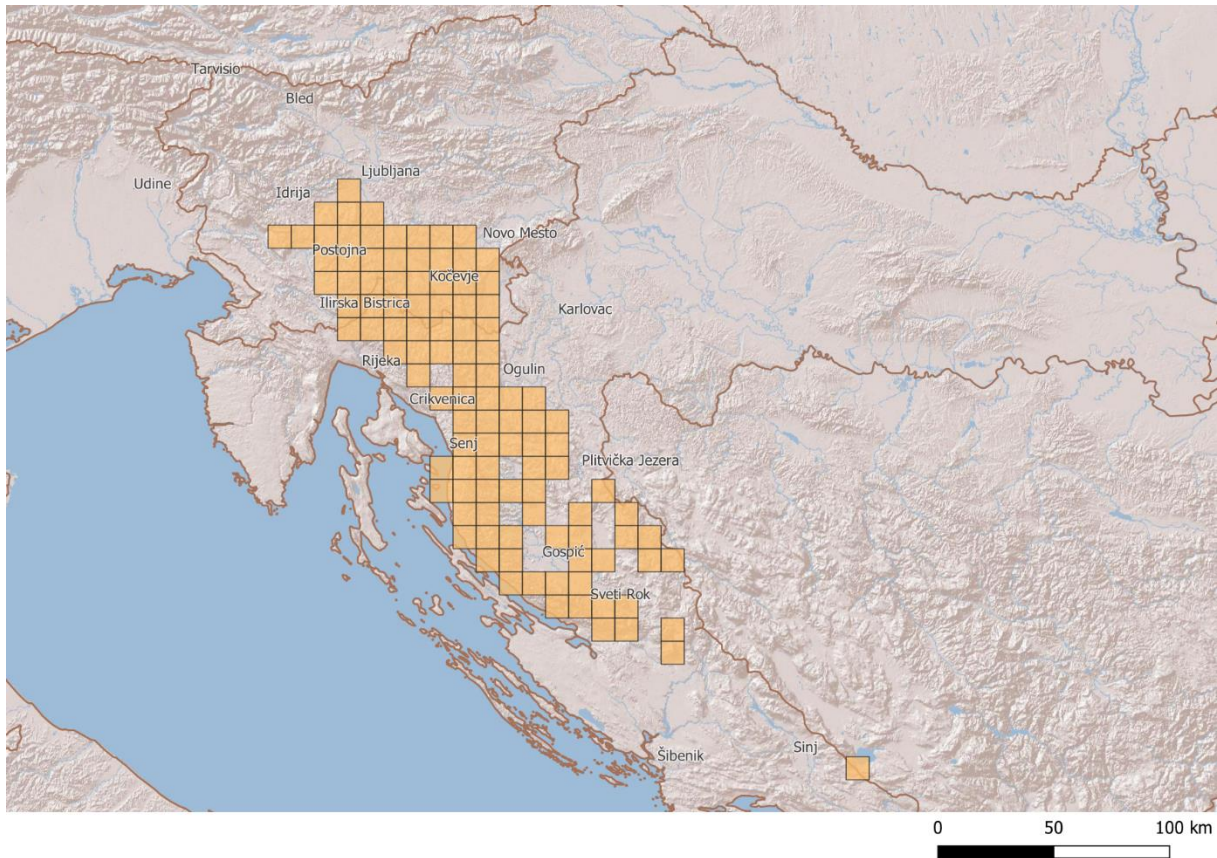 Tarvisio
Bled
Ljubljana
Udine
Idrija
Novo Mesto
Postojna
Kočevje
Ilirska Bistrica
Karlovac
Rijeka
Ogulin
Crikvenica
Senj
Plitvička Jezera
Gospić
Sveti Rok
Sinj
Šibenik
0 50 100 km